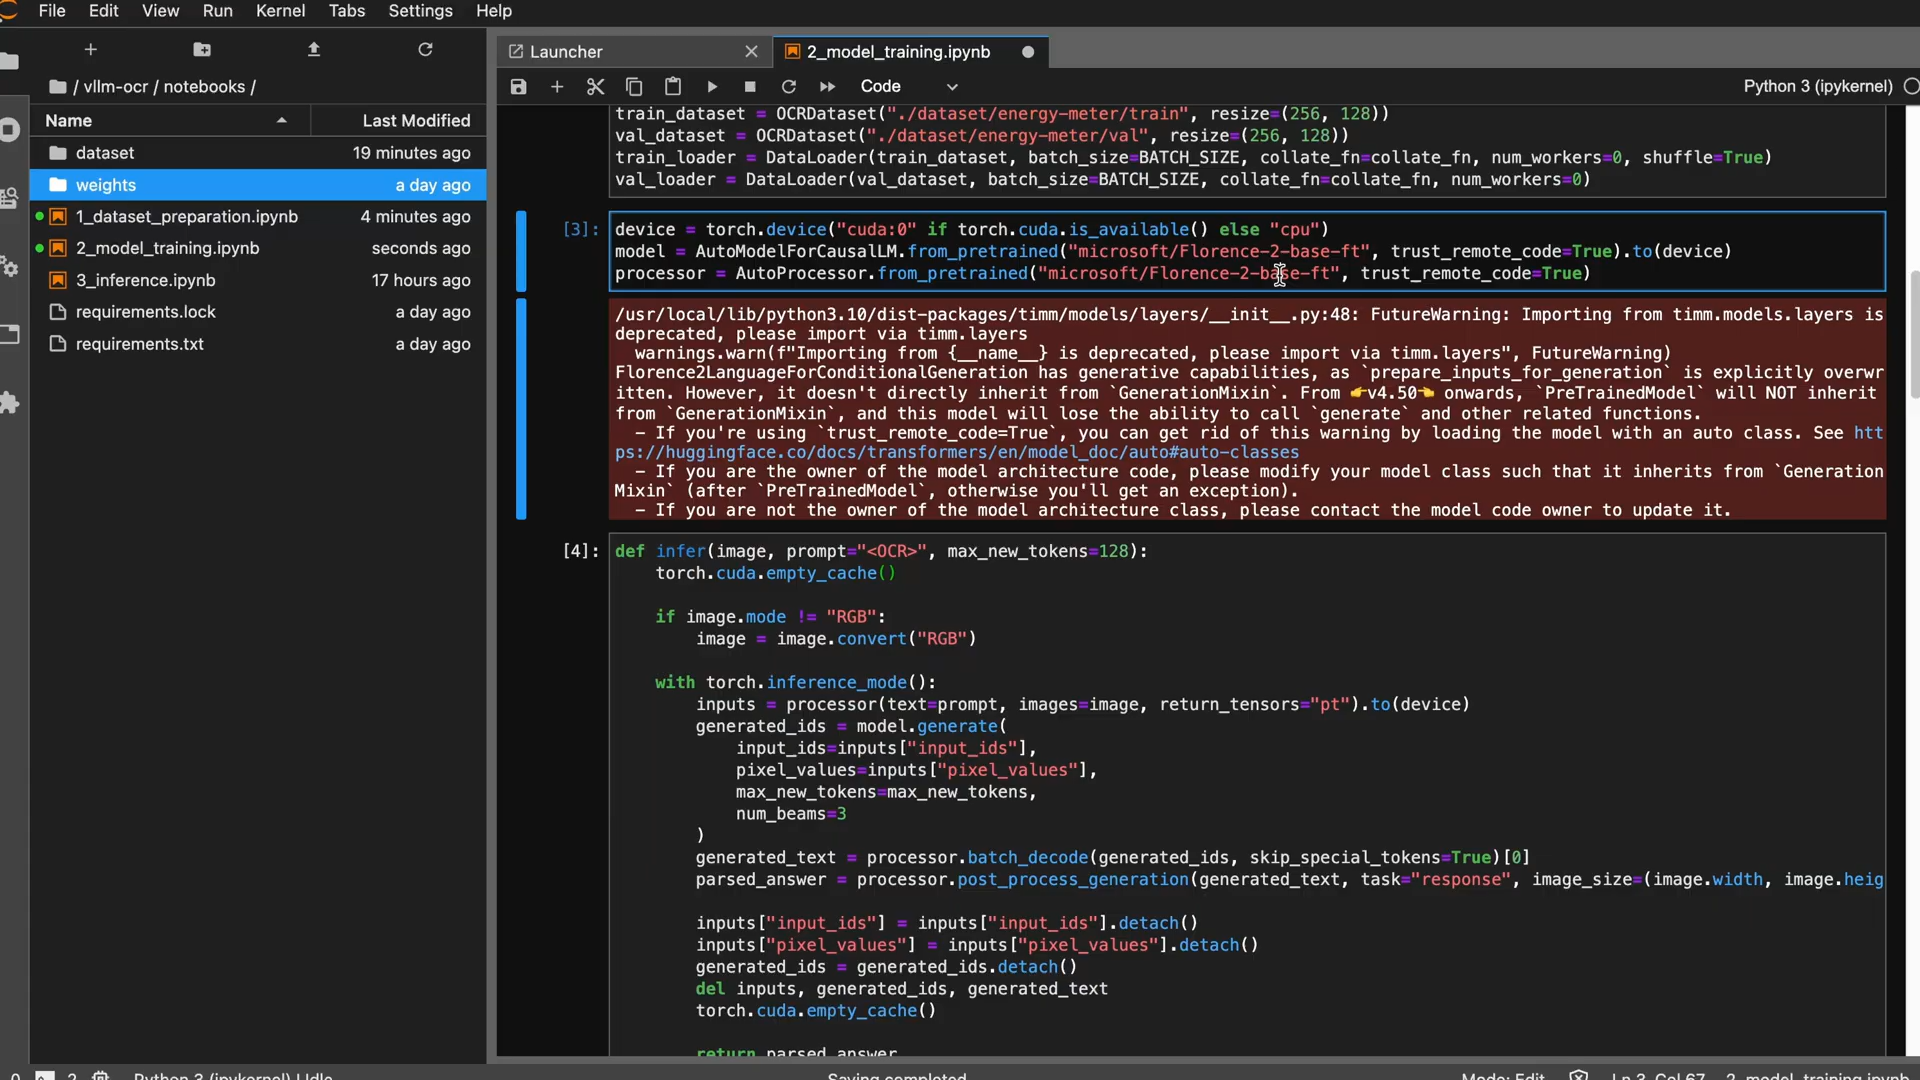 File Edit View Run Kernel Tabs Settings Help
/ vllm-ocr / notebooks /
Name Last Modified
dataset 19 minutes ago
weights a day ago
1_dataset_preparation.ipynb 4 minutes ago
2_model_training.ipynb seconds ago
3_inference.ipynb 17 hours ago
requirements.lock a day ago
requirements.txt a day ago
Launcher
2_model_training.ipynb
Code
Python 3 (ipykernel)
train_dataset = OCRDataset("./dataset/energy-meter/train", resize=(256, 128))
val_dataset = OCRDataset("./dataset/energy-meter/val", resize=(256, 128))
train_loader = DataLoader(train_dataset, batch_size=BATCH_SIZE, collate_fn=collate_fn, num_workers=0, shuffle=True)
val_loader = DataLoader(val_dataset, batch_size=BATCH_SIZE, collate_fn=collate_fn, num_workers=0)
[3]: device = torch.device("cuda:0" if torch.cuda.is_available() else "cpu")
model = AutoModelForCausalLM.from_pretrained("microsoft/Florence-2-base-ft", trust_remote_code=True).to(device)
processor = AutoProcessor.from_pretrained("microsoft/Florence-2-base-ft", trust_remote_code=True)
/usr/local/lib/python3.10/dist-packages/timm/models/layers/__init__.py:48: FutureWarning: Importing from timm.models.layers is
deprecated, please import via timm.layers
warnings.warn(f"Importing from {__name__} is deprecated, please import via timm.layers", FutureWarning)
Florence2LanguageForConditionalGeneration has generative capabilities, as `prepare_inputs_for_generation` is explicitly overwr
itten. However, it doesn't directly inherit from `GenerationMixin`. From 👉v4.50👈 onwards, `PreTrainedModel` will NOT inherit
from `GenerationMixin`, and this model will lose the ability to call `generate` and other related functions.
- If you're using `trust_remote_code=True`, you can get rid of this warning by loading the model with an auto class. See htt
ps://huggingface.co/docs/transformers/en/model_doc/auto#auto-classes
- If you are the owner of the model architecture code, please modify your model class such that it inherits from `Generation
Mixin` (after `PreTrainedModel`, otherwise you'll get an exception).
- If you are not the owner of the model architecture class, please contact the model code owner to update it.
[4]: def infer(image, prompt="<OCR>", max_new_tokens=128):
torch.cuda.empty_cache()
if image.mode != "RGB":
image = image.convert("RGB")
with torch.inference_mode():
inputs = processor(text=prompt, images=image, return_tensors="pt").to(device)
generated_ids = model.generate(
input_ids=inputs["input_ids"],
pixel_values=inputs["pixel_values"],
max_new_tokens=max_new_tokens,
num_beams=3
)
generated_text = processor.batch_decode(generated_ids, skip_special_tokens=True)[0]
parsed_answer = processor.post_process_generation(generated_text, task="response", image_size=(image.width, image.heig
inputs["input_ids"] = inputs["input_ids"].detach()
inputs["pixel_values"] = inputs["pixel_values"].detach()
generated_ids = generated_ids.detach()
del inputs, generated_ids, generated_text
torch.cuda.empty_cache()
return parsed_answer
0 2 Python 3 (ipykernel) | Idle Saving completed Mode: Edit Ln 3, Col 67 2_model_training.ipynb